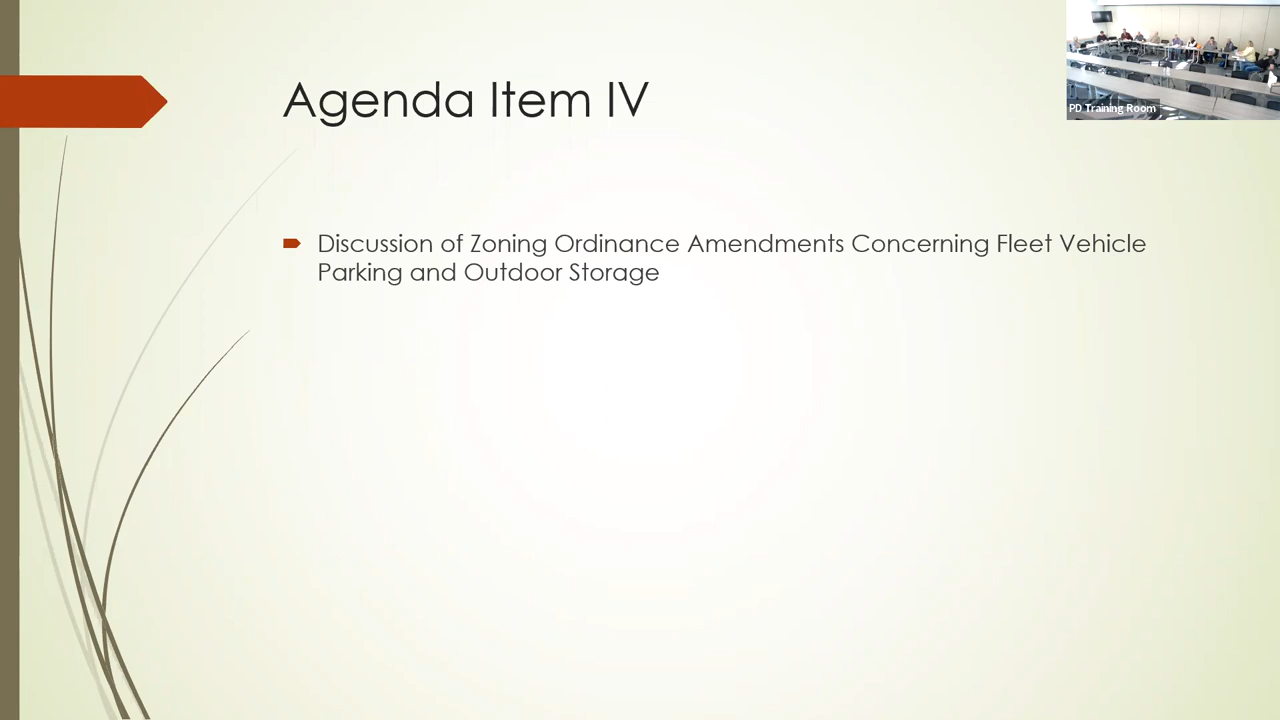 Agenda Item IV
PD Training Room
Discussion of Zoning Ordinance Amendments Concerning Fleet Vehicle
Parking and Outdoor Storage